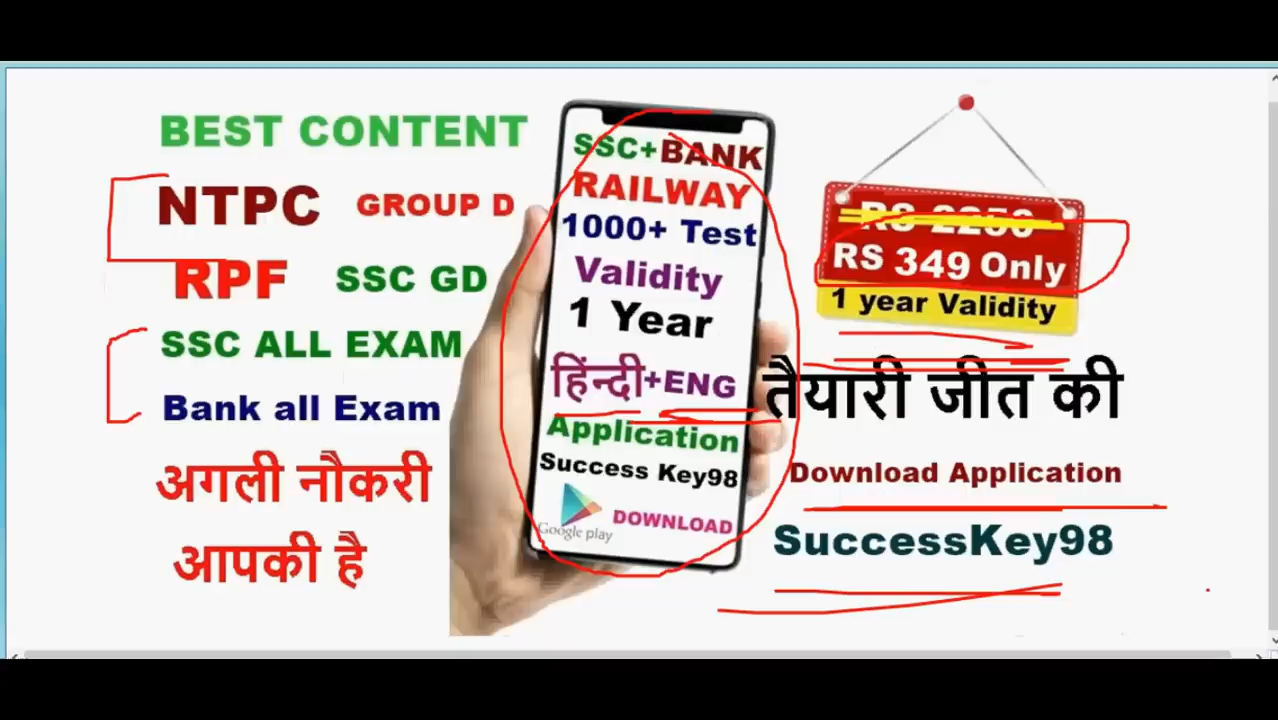 BEST CONTENT
NTPC GROUP D
RPF SSC GD
SSC ALL EXAM
Bank all Exam
अगली नौकरी
आपकी है
SSC+BANK
RAILWAY
1000+ Test
Validity
1 Year
हिन्दी+ENG
Application
Success Key98
Google play DOWNLOAD
RS 2250
RS 349 Only
1 year Validity
तैयारी जीत की
Download Application
SuccessKey98